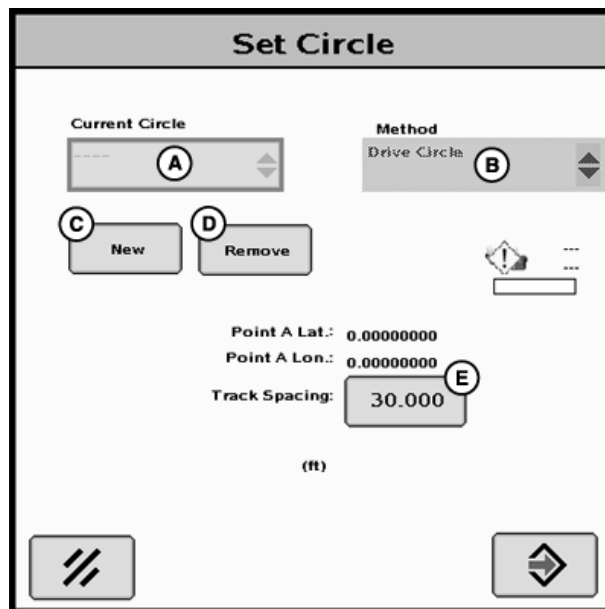 Set Circle
Current Circle
Method
----
A
Drive Circle
B
C
D
New
Remove
---
---
Point A Lat.: 0.00000000
Point A Lon.: 0.00000000
E
Track Spacing: 30.000
(ft)